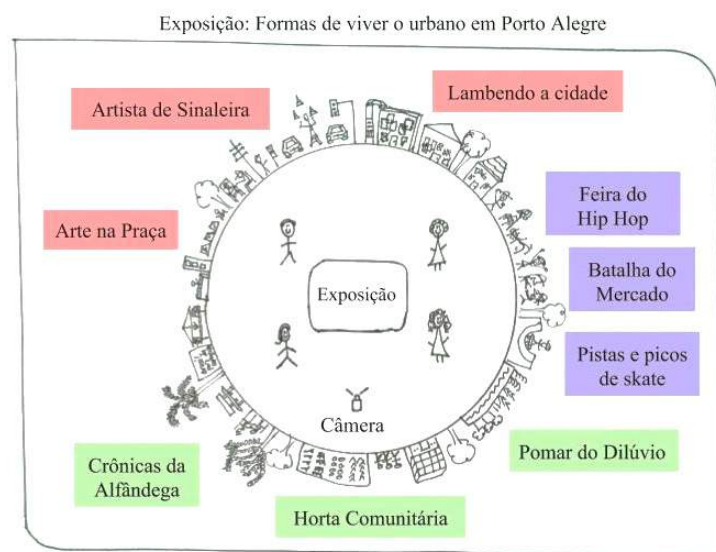 Exposição: Formas de viver o urbano em Porto Alegre
Artista de Sinaleira
Lambendo a cidade
Arte na Praça
Feira do
Hip Hop
Batalha do
Mercado
Exposição
Pistas e picos
de skate
Câmera
Crônicas da
Alfândega
Horta Comunitária
Pomar do Dilúvio